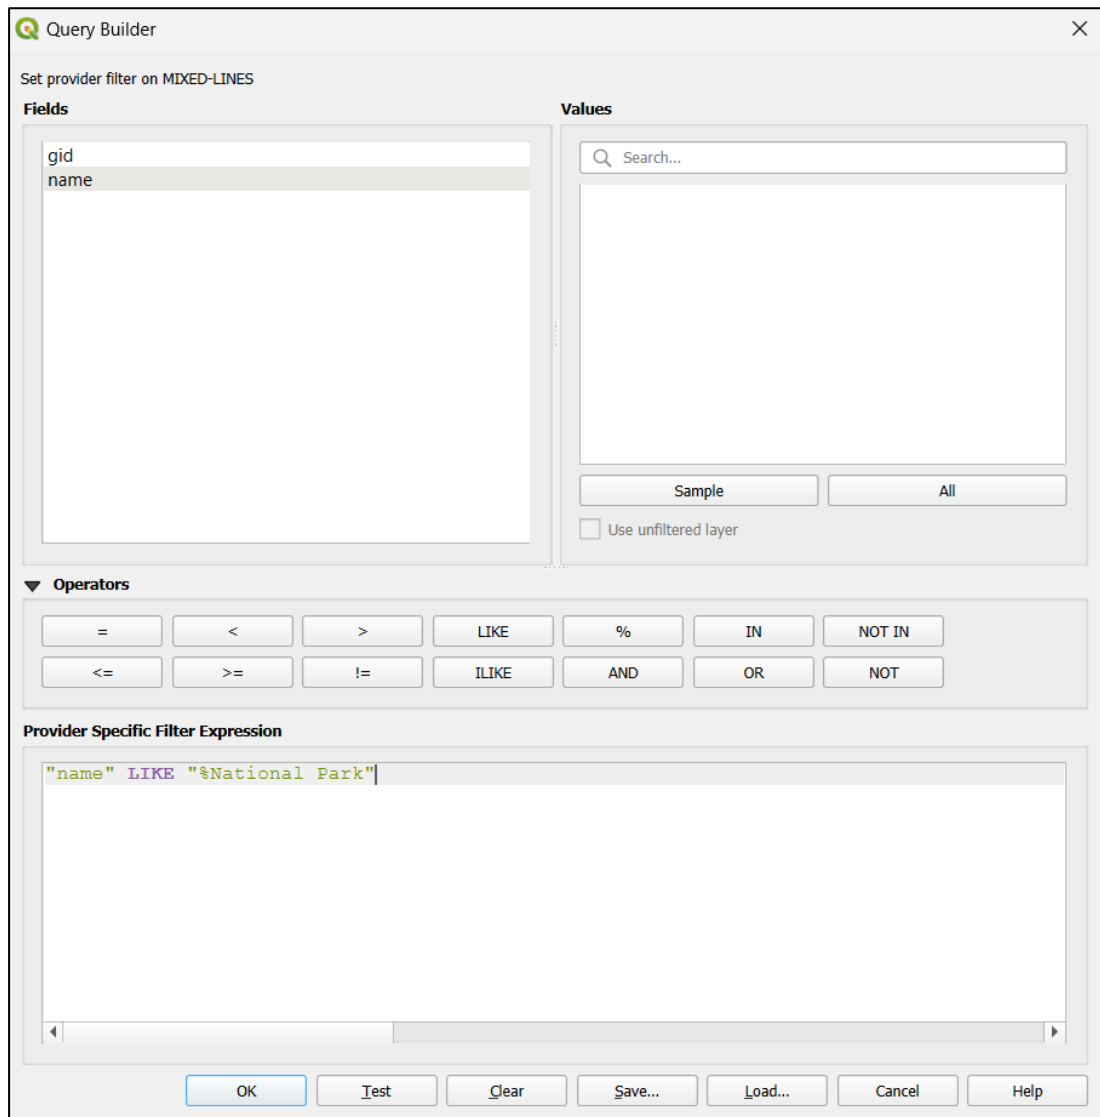 Query Builder
Set provider filter on MIXED-LINES
Fields
gid
name
Values
Search...
Sample
All
Use unfiltered layer
Operators
= < > LIKE % IN NOT IN
<= >= != ILIKE AND OR NOT
Provider Specific Filter Expression
"name" LIKE "%National Park"
OK Test Clear Save... Load... Cancel Help